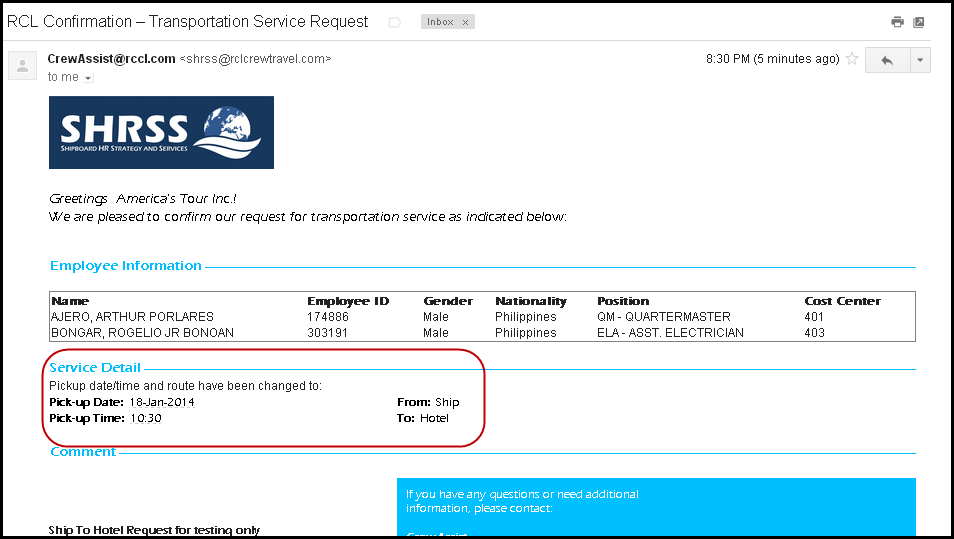 RCL Confirmation – Transportation Service Request Inbox x
CrewAssist@rccl.com <shrss@rclcrewtravel.com> 8:30 PM (5 minutes ago)
to me
SHRSS
SHIPBOARD HR STRATEGY AND SERVICES
Greetings America's Tour Inc.!
We are pleased to confirm our request for transportation service as indicated below:
Employee Information
Name Employee ID Gender Nationality Position Cost Center
AJERO, ARTHUR PORLARES 174886 Male Philippines QM - QUARTERMASTER 401
BONGAR, ROGELIO JR BONOAN 303191 Male Philippines ELA - ASST. ELECTRICIAN 403
Service Detail
Pickup date/time and route have been changed to:
Pick-up Date: 18-Jan-2014 From: Ship
Pick-up Time: 10:30 To: Hotel
Comment
If you have any questions or need additional
information, please contact:
Ship To Hotel Request for testing only